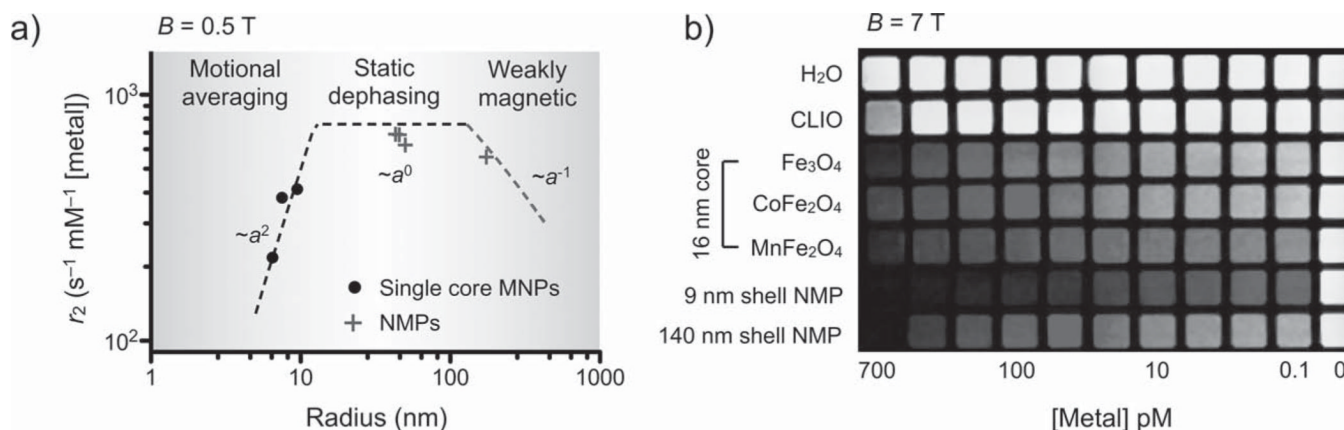 a)
B = 0.5 T
Motional averaging
Static dephasing
Weakly magnetic
10³
10²
r₂ (s⁻¹ mM⁻¹ [metal])
~a²
~a⁰
~a⁻¹
Single core MNPs
NMPs
1 10 100 1000
Radius (nm)
b)
B = 7 T
H₂O
CLIO
16 nm core
Fe₃O₄
CoFe₂O₄
MnFe₂O₄
9 nm shell NMP
140 nm shell NMP
700 100 10 0.1 0
[Metal] pM